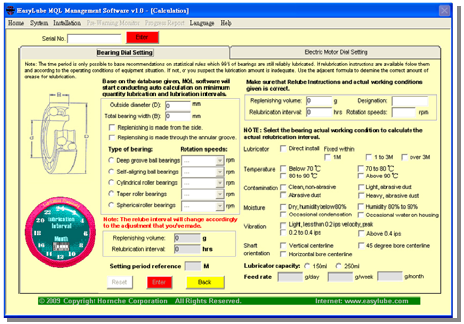 EasyLube MQL Management Software v1.0 - [Calculation]
Home System Installation Pre-Warning Monitor Progress Report Language Help
Serial No. Enter
Bearing Dial Setting
Electric Motor Dial Setting
Note: The time period is only possible to base recommendations on statistical rules which 99% of bearings are still reliably lubricated. If relubrication instructions are available follow them
and according to the operating conditions of equipment situation. If not, or you suspect the lubrication amount is inadequate. Use the adjacent formula to determine the correct amount of
grease for relubrication.
Base on the database given, MQL software will
start conducting auto calculation on minimum
quantity lubrication and lubrication intervals.
Outside diameter (D): 0 mm
Total bearing width (B): 0 mm
Replenishing is made from the side.
Replenishing is made through the annular groove.
Type of bearing: Rotation speeds:
Deep groove ball bearings ... rpm
Self-aligning ball bearings ... rpm
Cylindrical roller bearings ... rpm
Taper roller bearings ... rpm
Spherical roller bearings ... rpm
Note: The relube interval will change accordingly
to the adjustment that you're made.
Replenishing volume: 0 g
Relubrication interval: 0 hrs
Setting period reference M
Reset Enter Back
Make sure that Relube Instructions and actual working conditions
given is correct.
Replenishing volume: 0 g Designation:
Relubrication interval: 0 hrs Rotation speeds: rpm
NOTE : Select the bearing actual working condition to calculate the
actual relubrication interval.
Lubricator Direct install Fixed within
1M 1 to 3M over 3M
Temperature Below 70 ℃ 70 to 80 ℃
80 to 90 ℃ Above 90 ℃
Contamination Clean, non-abrasive Light, abrasive dust
Abrasive dust Heavy, abrasive dust
Moisture Dry, humidity below 60% Humidity 80% to 90%
Occasional condensation Occasional water on housing
Vibration Light, less than 0.2 ips velocity, peak
0.2 to 0.4 ips Above 0.4 ips
Shaft Vertical centerline 45 degree bore centerline
orientation Horizontal bore centerline
Lubricator capacity: 150ml 250ml
Feed rate g/day g/week g/month
Lubrication
Interval
Month
© 2009 Copyright Hornche Corporation All Rights Reserved. Internet: www.easylube.com